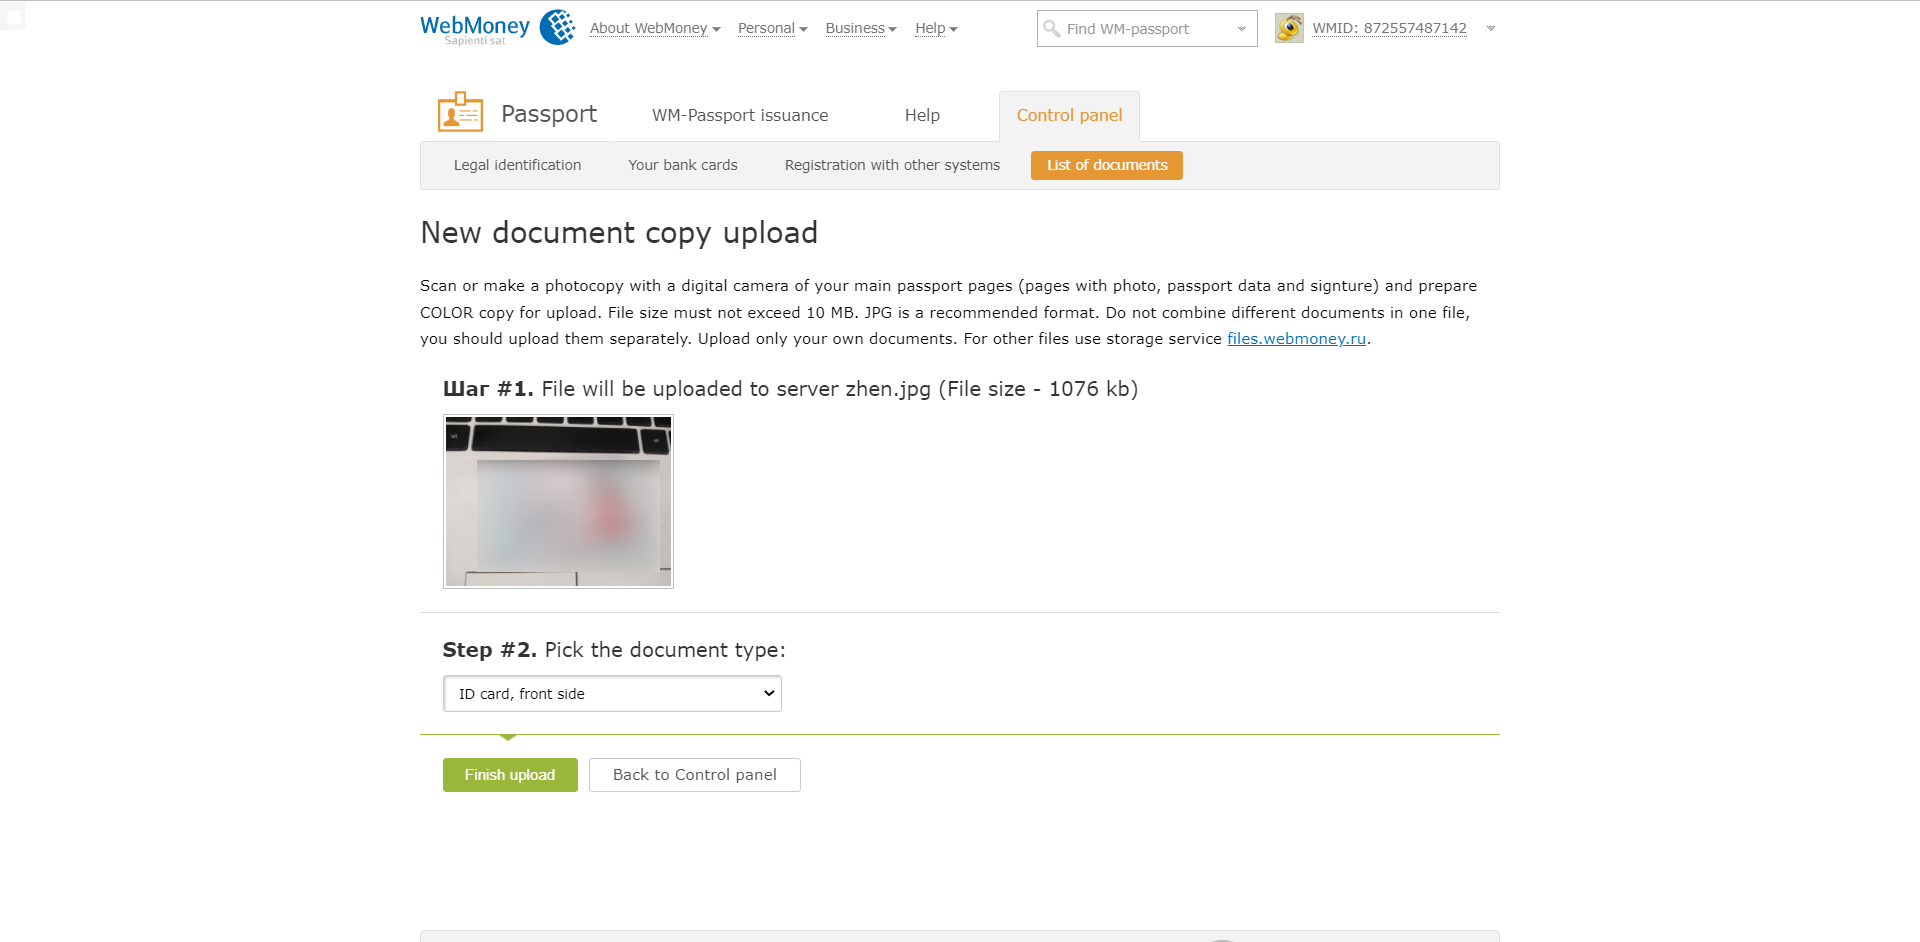 WebMoney
Sapienti sat
About WebMoney
Personal
Business
Help
Find WM-passport
WMID: 872557487142
Passport
WM-Passport issuance
Help
Control panel
Legal identification
Your bank cards
Registration with other systems
List of documents
New document copy upload
Scan or make a photocopy with a digital camera of your main passport pages (pages with photo, passport data and signture) and prepare
COLOR copy for upload. File size must not exceed 10 MB. JPG is a recommended format. Do not combine different documents in one file,
you should upload them separately. Upload only your own documents. For other files use storage service files.webmoney.ru.
Шаг #1. File will be uploaded to server zhen.jpg (File size - 1076 kb)
Step #2. Pick the document type:
ID card, front side
Finish upload
Back to Control panel